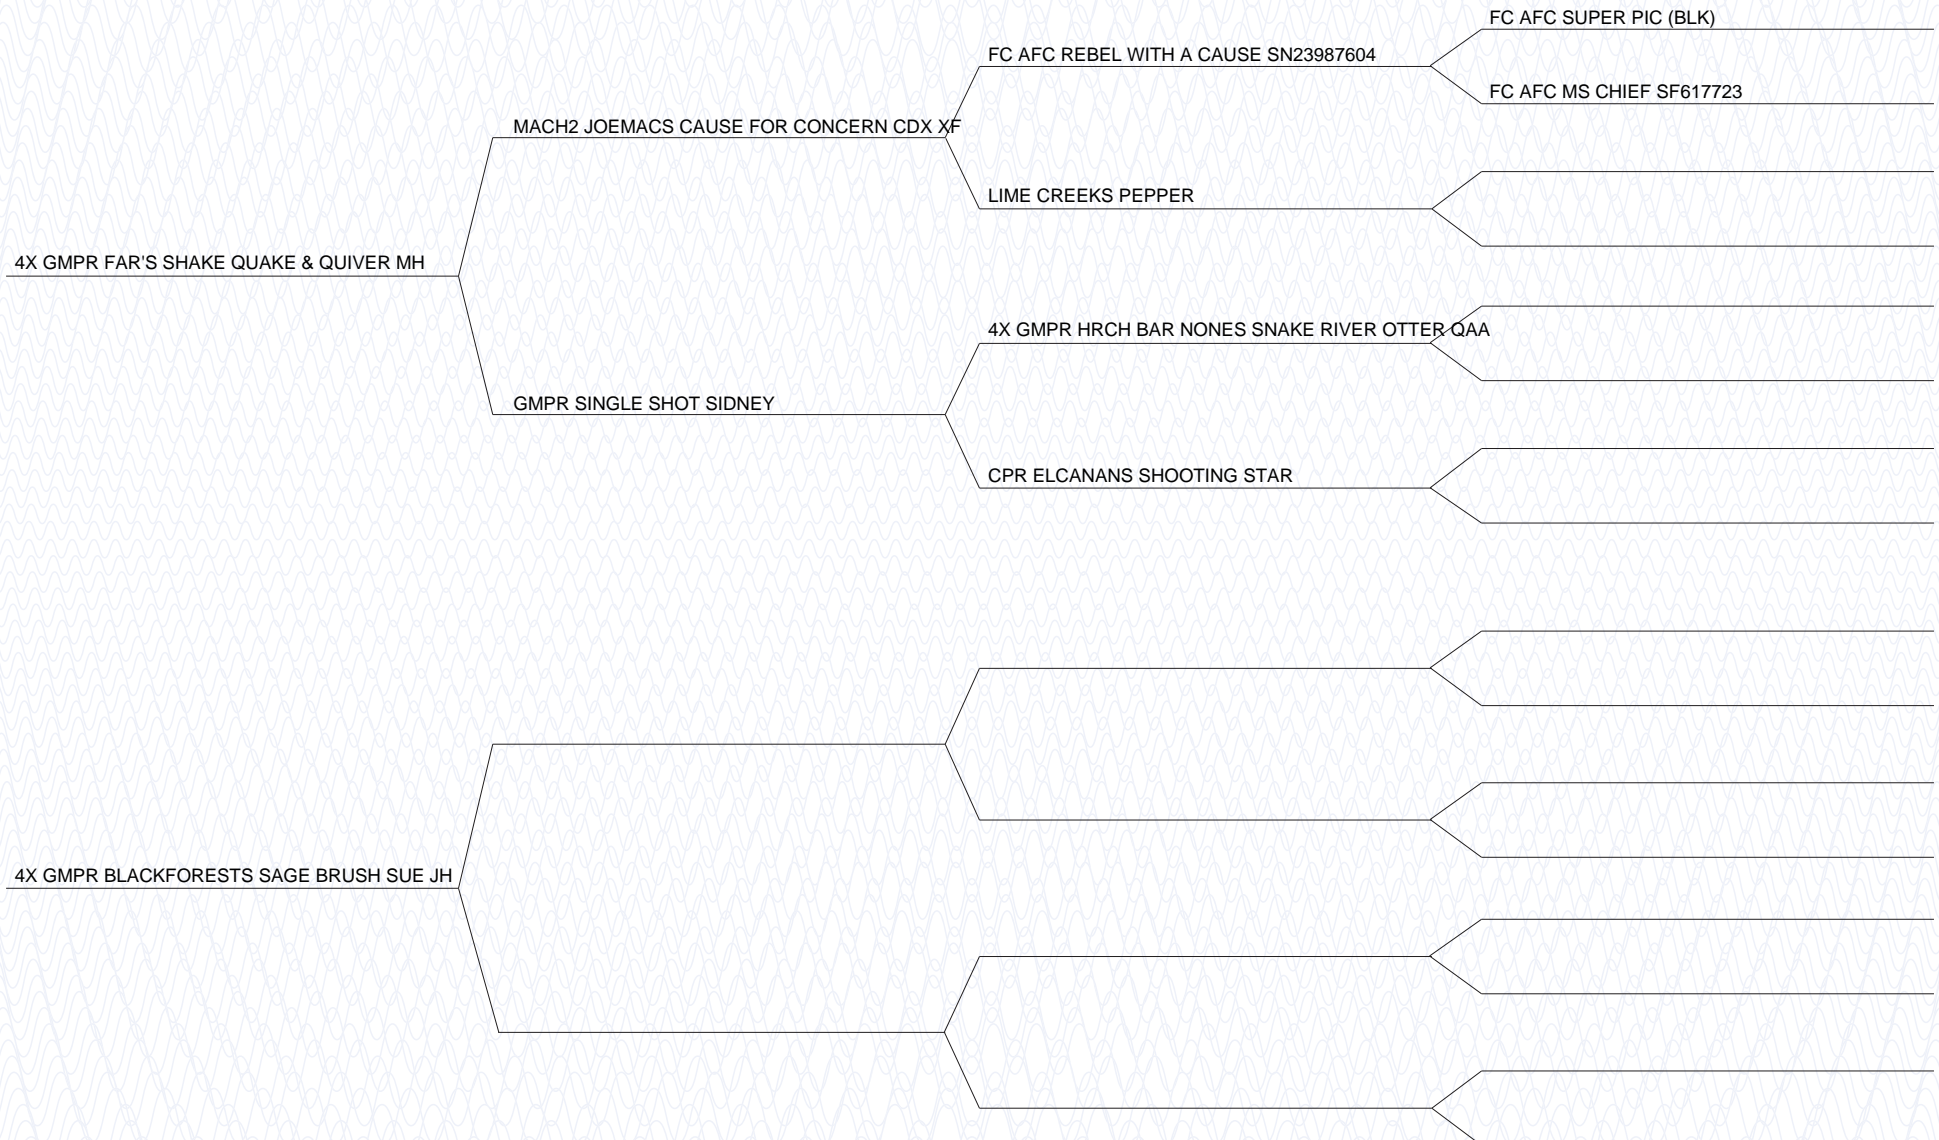 FC AFC SUPER PIC (BLK)
FC AFC REBEL WITH A CAUSE SN23987604
FC AFC MS CHIEF SF617723
MACH2 JOEMACS CAUSE FOR CONCERN CDX XF
LIME CREEKS PEPPER
4X GMPR FAR'S SHAKE QUAKE & QUIVER MH
4X GMPR HRCH BAR NONES SNAKE RIVER OTTER QAA
GMPR SINGLE SHOT SIDNEY
CPR ELCANANS SHOOTING STAR
4X GMPR BLACKFORESTS SAGE BRUSH SUE JH